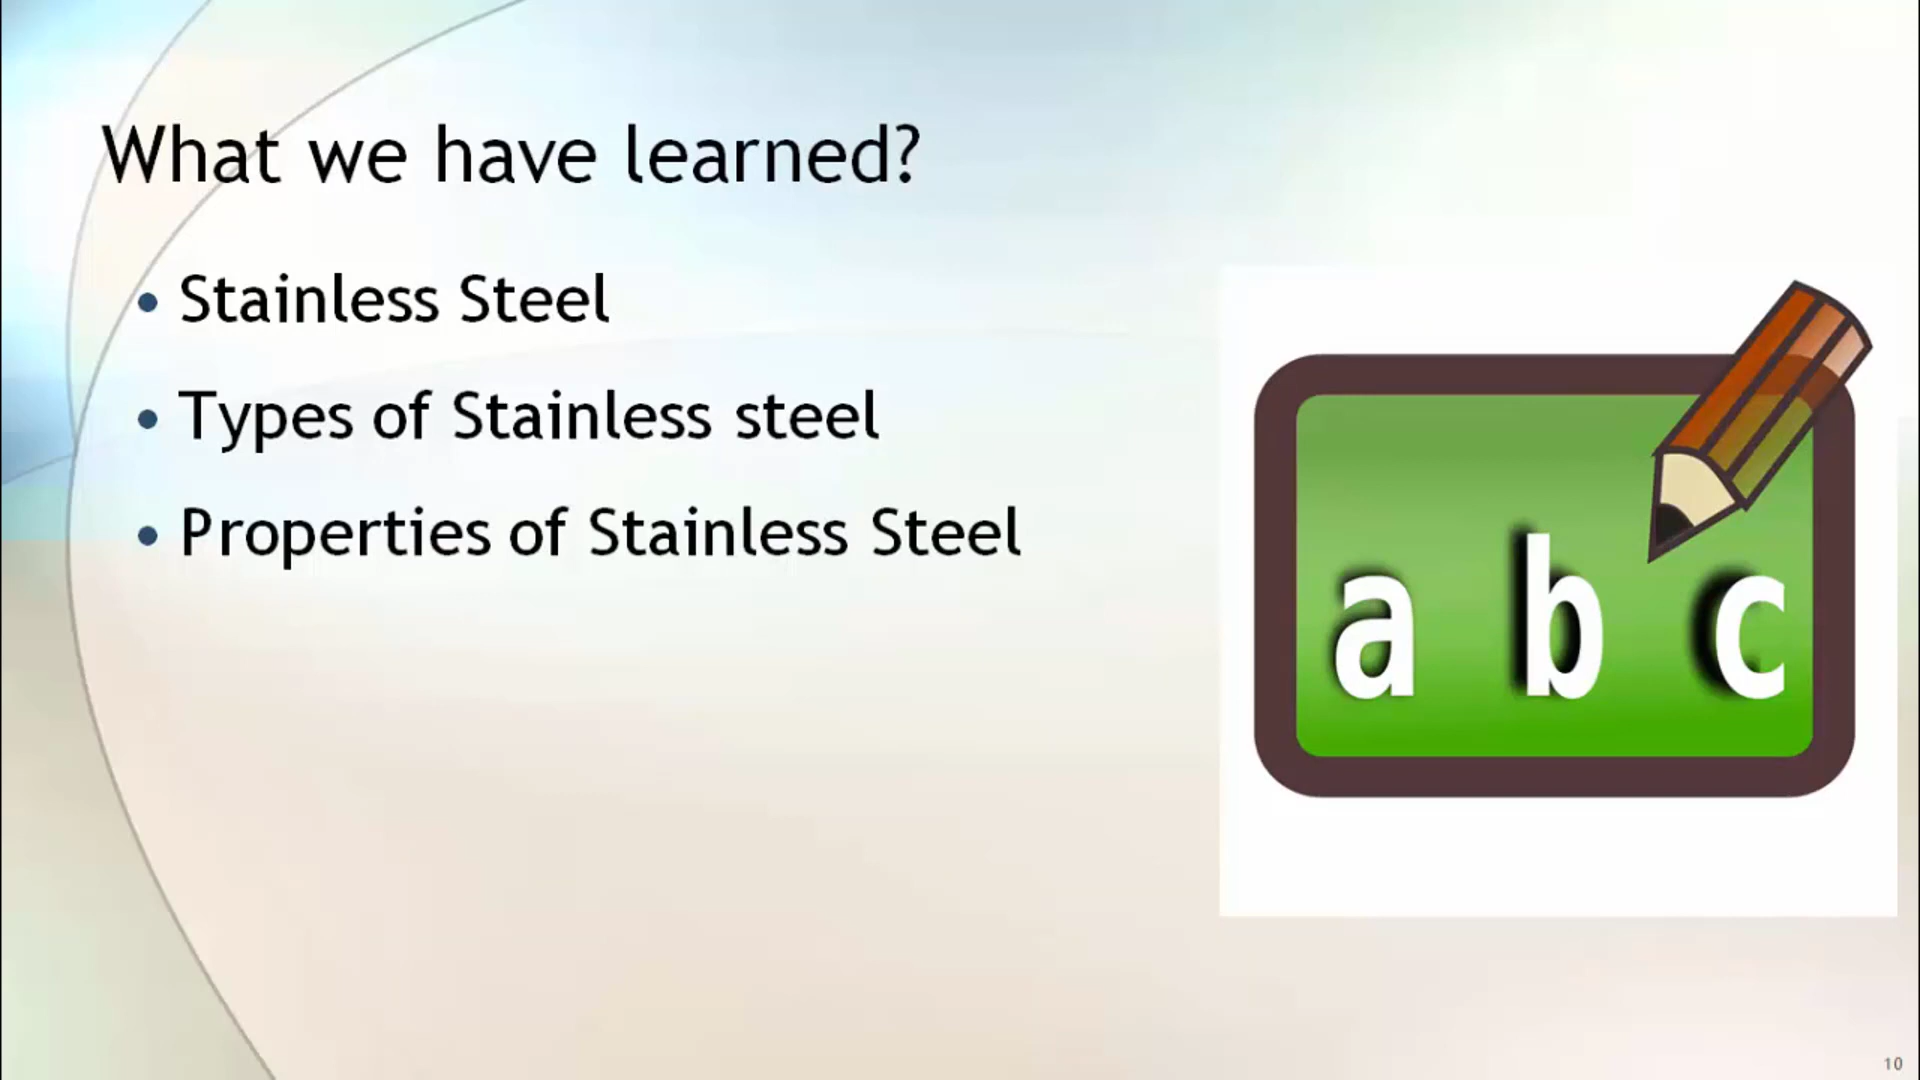 What we have learned?
• Stainless Steel
• Types of Stainless steel
• Properties of Stainless Steel
a b c
10